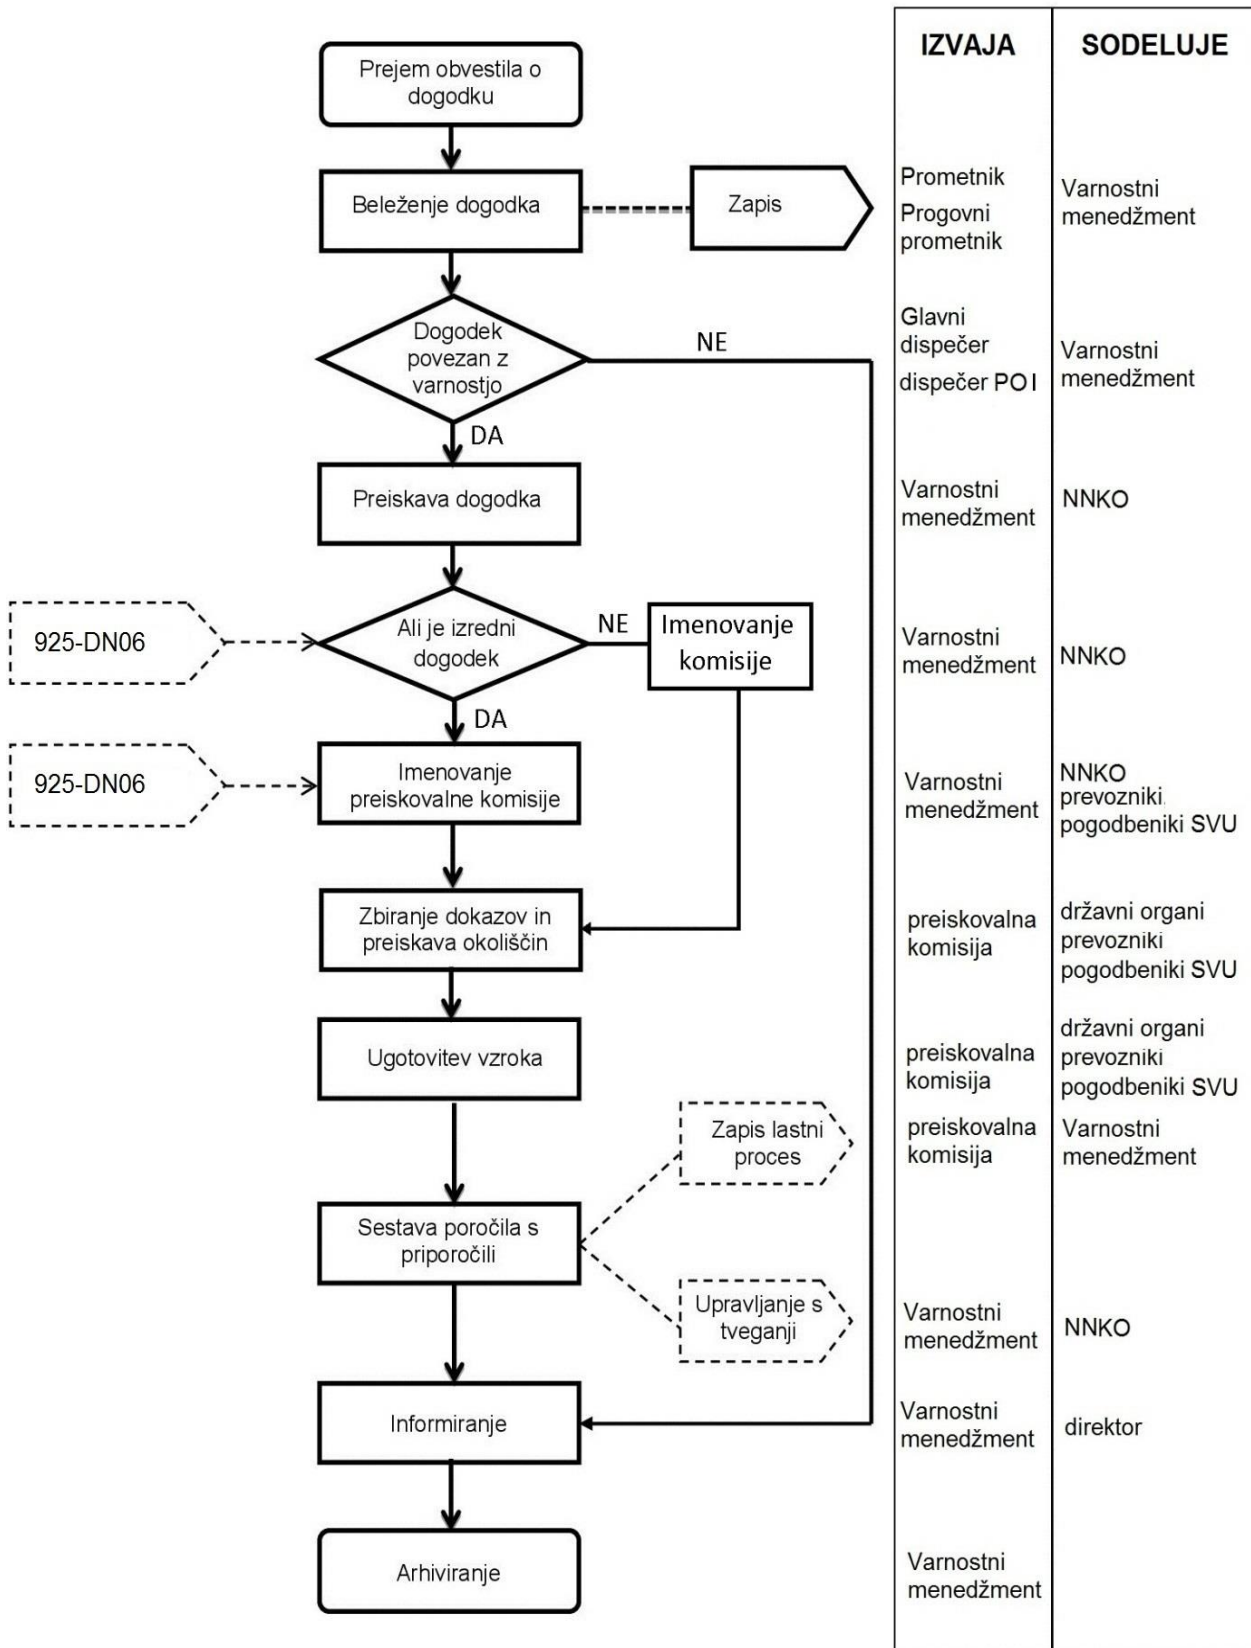 IZVAJA
SODELUJE
Prejem obvestila o
dogodku
Beleženje dogodka
Zapis
Prometnik
Progovni
prometnik
Varnostni
menedžment
Dogodek
povezan z
varnostjo
NE
Glavni
dispečer
dispečer POI
Varnostni
menedžment
DA
Preiskava dogodka
Varnostni
menedžment
NNKO
925-DN06
Ali je izredni
dogodek
NE
Imenovanje
komisije
Varnostni
menedžment
NNKO
DA
925-DN06
Imenovanje
preiskovalne komisije
Varnostni
menedžment
NNKO
prevozniki.
pogodbeniki SVU
Zbiranje dokazov in
preiskava okoliščin
preiskovalna
komisija
državni organi
prevozniki
pogodbeniki SVU
Ugotovitev vzroka
preiskovalna
komisija
državni organi
prevozniki
pogodbeniki SVU
Zapis lastni
proces
preiskovalna
komisija
Varnostni
menedžment
Sestava poročila s
priporočili
Upravljanje s
tveganji
Varnostni
menedžment
NNKO
Informiranje
Varnostni
menedžment
direktor
Arhiviranje
Varnostni
menedžment